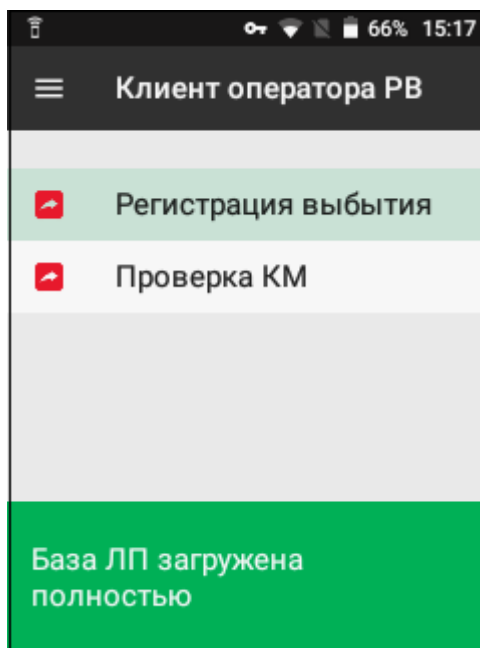 66% 15:17
Клиент оператора РВ
Регистрация выбытия
Проверка КМ
База ЛП загружена
полностью